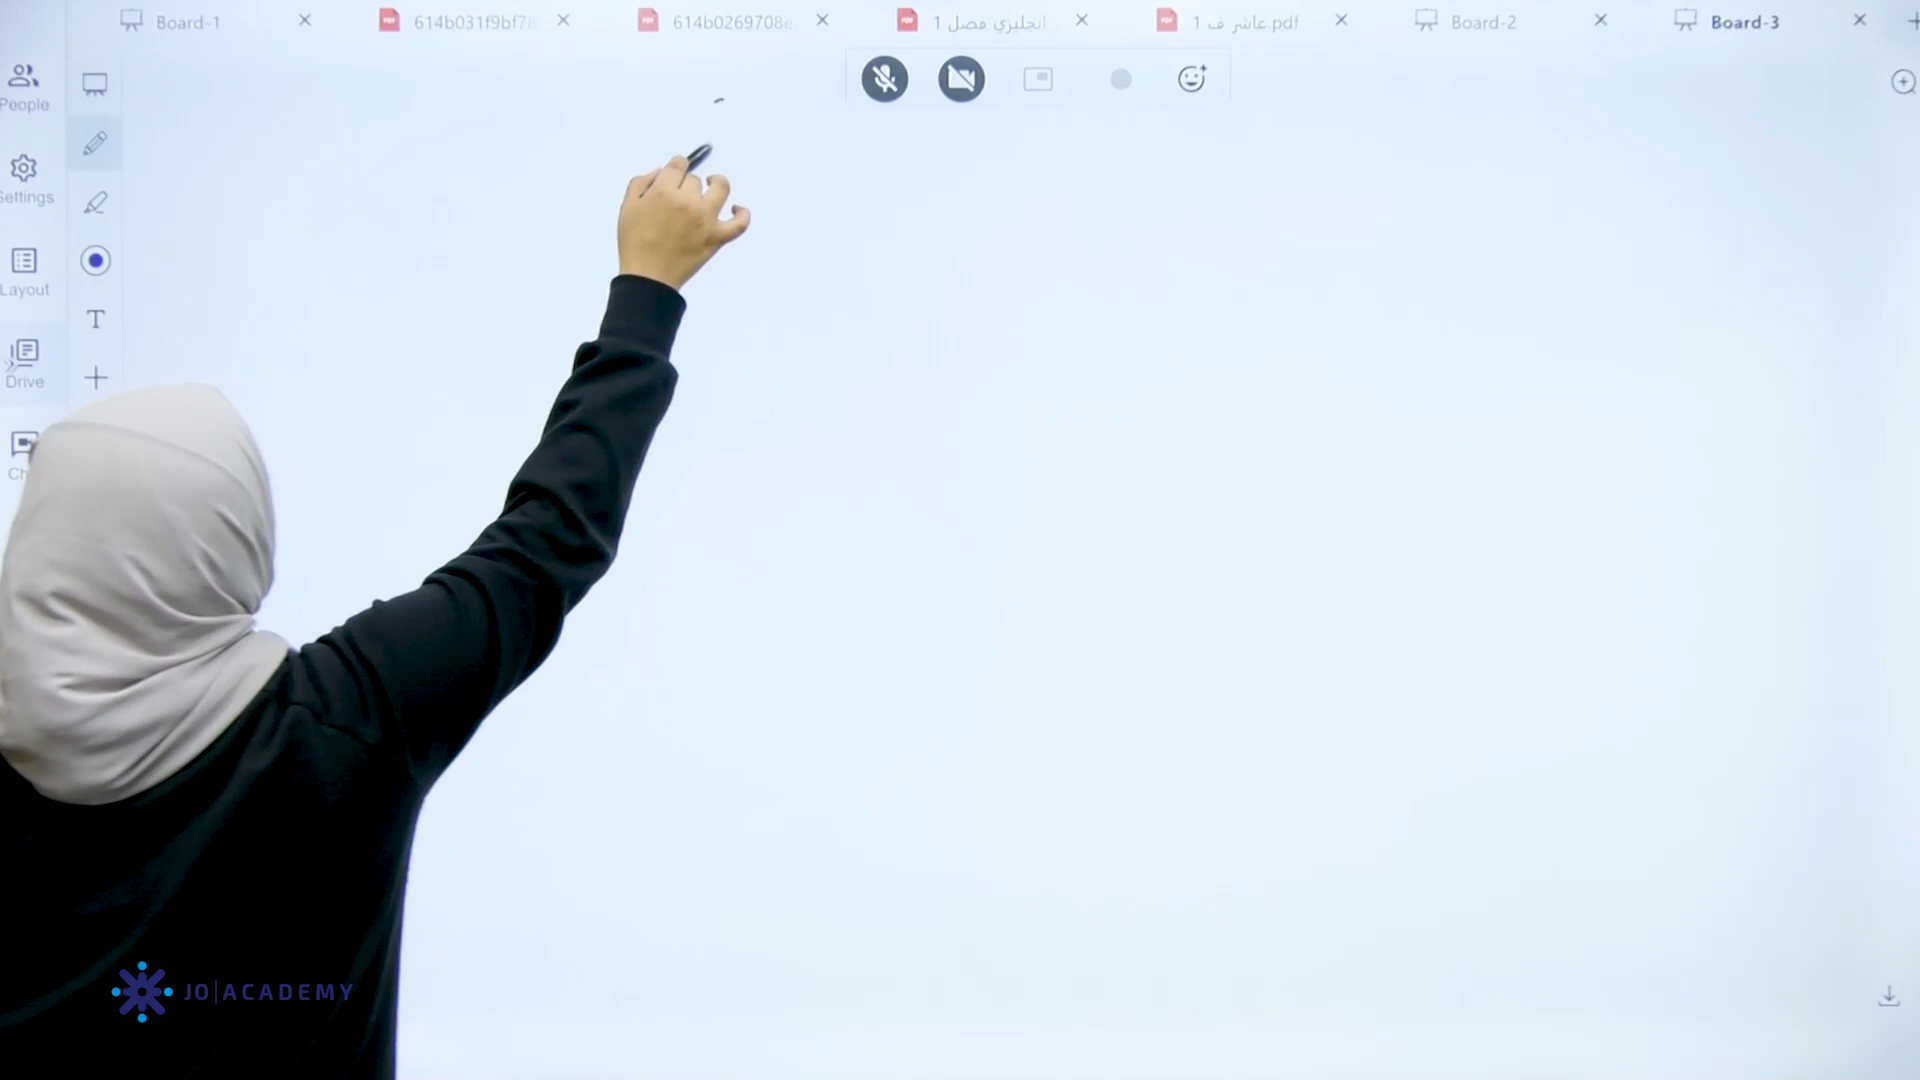 Board-1
614b031f9bf78
614b0269708e
انجليزي فصل 1
عاشر ف 1.pdf
Board-2
Board-3
People
Settings
Layout
T
Drive
JO|ACADEMY